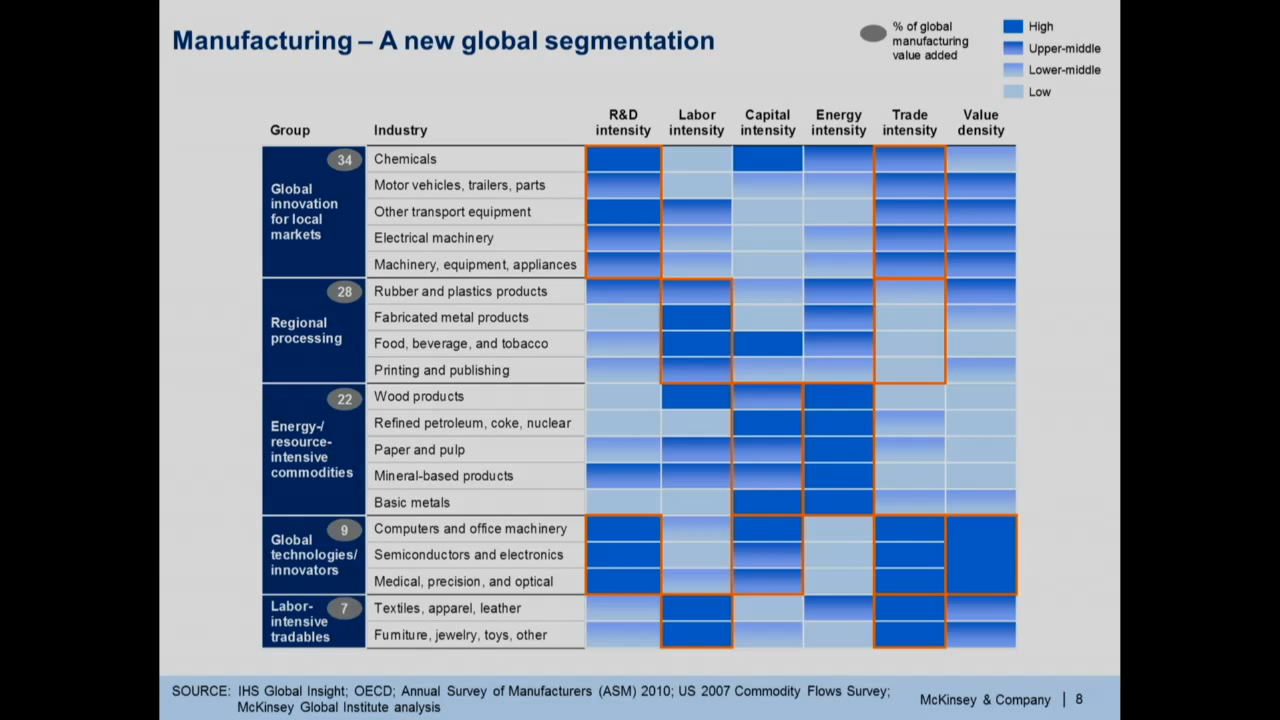 Manufacturing – A new global segmentation
% of global
manufacturing
value added
High
Upper-middle
Lower-middle
Low
Group
Industry
R&D
intensity
Labor
intensity
Capital
intensity
Energy
intensity
Trade
intensity
Value
density
34
Global
innovation
for local
markets
Chemicals
Motor vehicles, trailers, parts
Other transport equipment
Electrical machinery
Machinery, equipment, appliances
28
Regional
processing
Rubber and plastics products
Fabricated metal products
Food, beverage, and tobacco
Printing and publishing
22
Energy-/
resource-
intensive
commodities
Wood products
Refined petroleum, coke, nuclear
Paper and pulp
Mineral-based products
Basic metals
9
Global
technologies/
innovators
Computers and office machinery
Semiconductors and electronics
Medical, precision, and optical
7
Labor-
intensive
tradables
Textiles, apparel, leather
Furniture, jewelry, toys, other
SOURCE: IHS Global Insight; OECD; Annual Survey of Manufacturers (ASM) 2010; US 2007 Commodity Flows Survey;
McKinsey Global Institute analysis
McKinsey & Company | 8